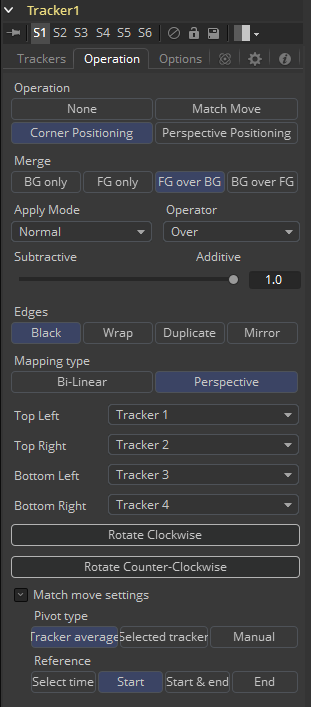 Tracker1
S1 S2 S3 S4 S5 S6
Trackers Operation Options
Operation
None Match Move
Corner Positioning Perspective Positioning
Merge
BG only FG only FG over BG BG over FG
Apply Mode Operator
Normal Over
Subtractive Additive
1.0
Edges
Black Wrap Duplicate Mirror
Mapping type
Bi-Linear Perspective
Top Left Tracker 1
Top Right Tracker 2
Bottom Left Tracker 3
Bottom Right Tracker 4
Rotate Clockwise
Rotate Counter-Clockwise
Match move settings
Pivot type
Tracker average Selected tracker Manual
Reference
Select time Start Start & end End